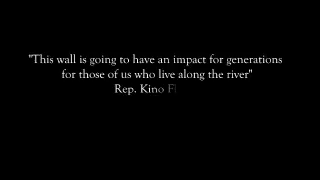 "This wall is going to have an impact for generations
for those of us who live along the river"
Rep. Kino